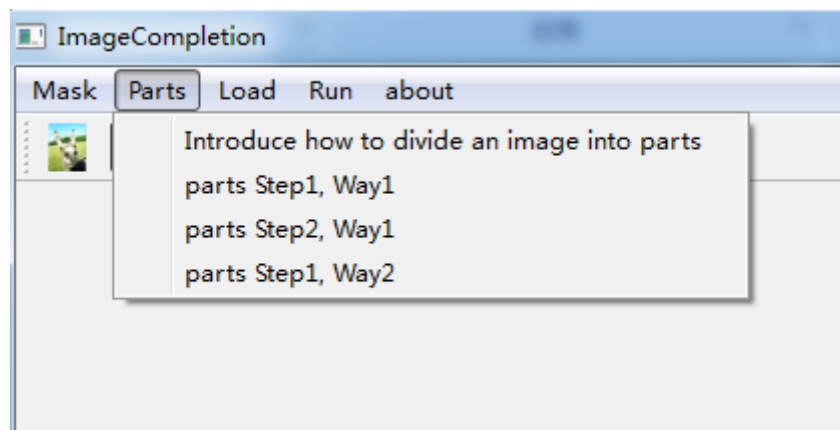 ImageCompletion
Mask Parts Load Run about
Introduce how to divide an image into parts
parts Step1, Way1
parts Step2, Way1
parts Step1, Way2